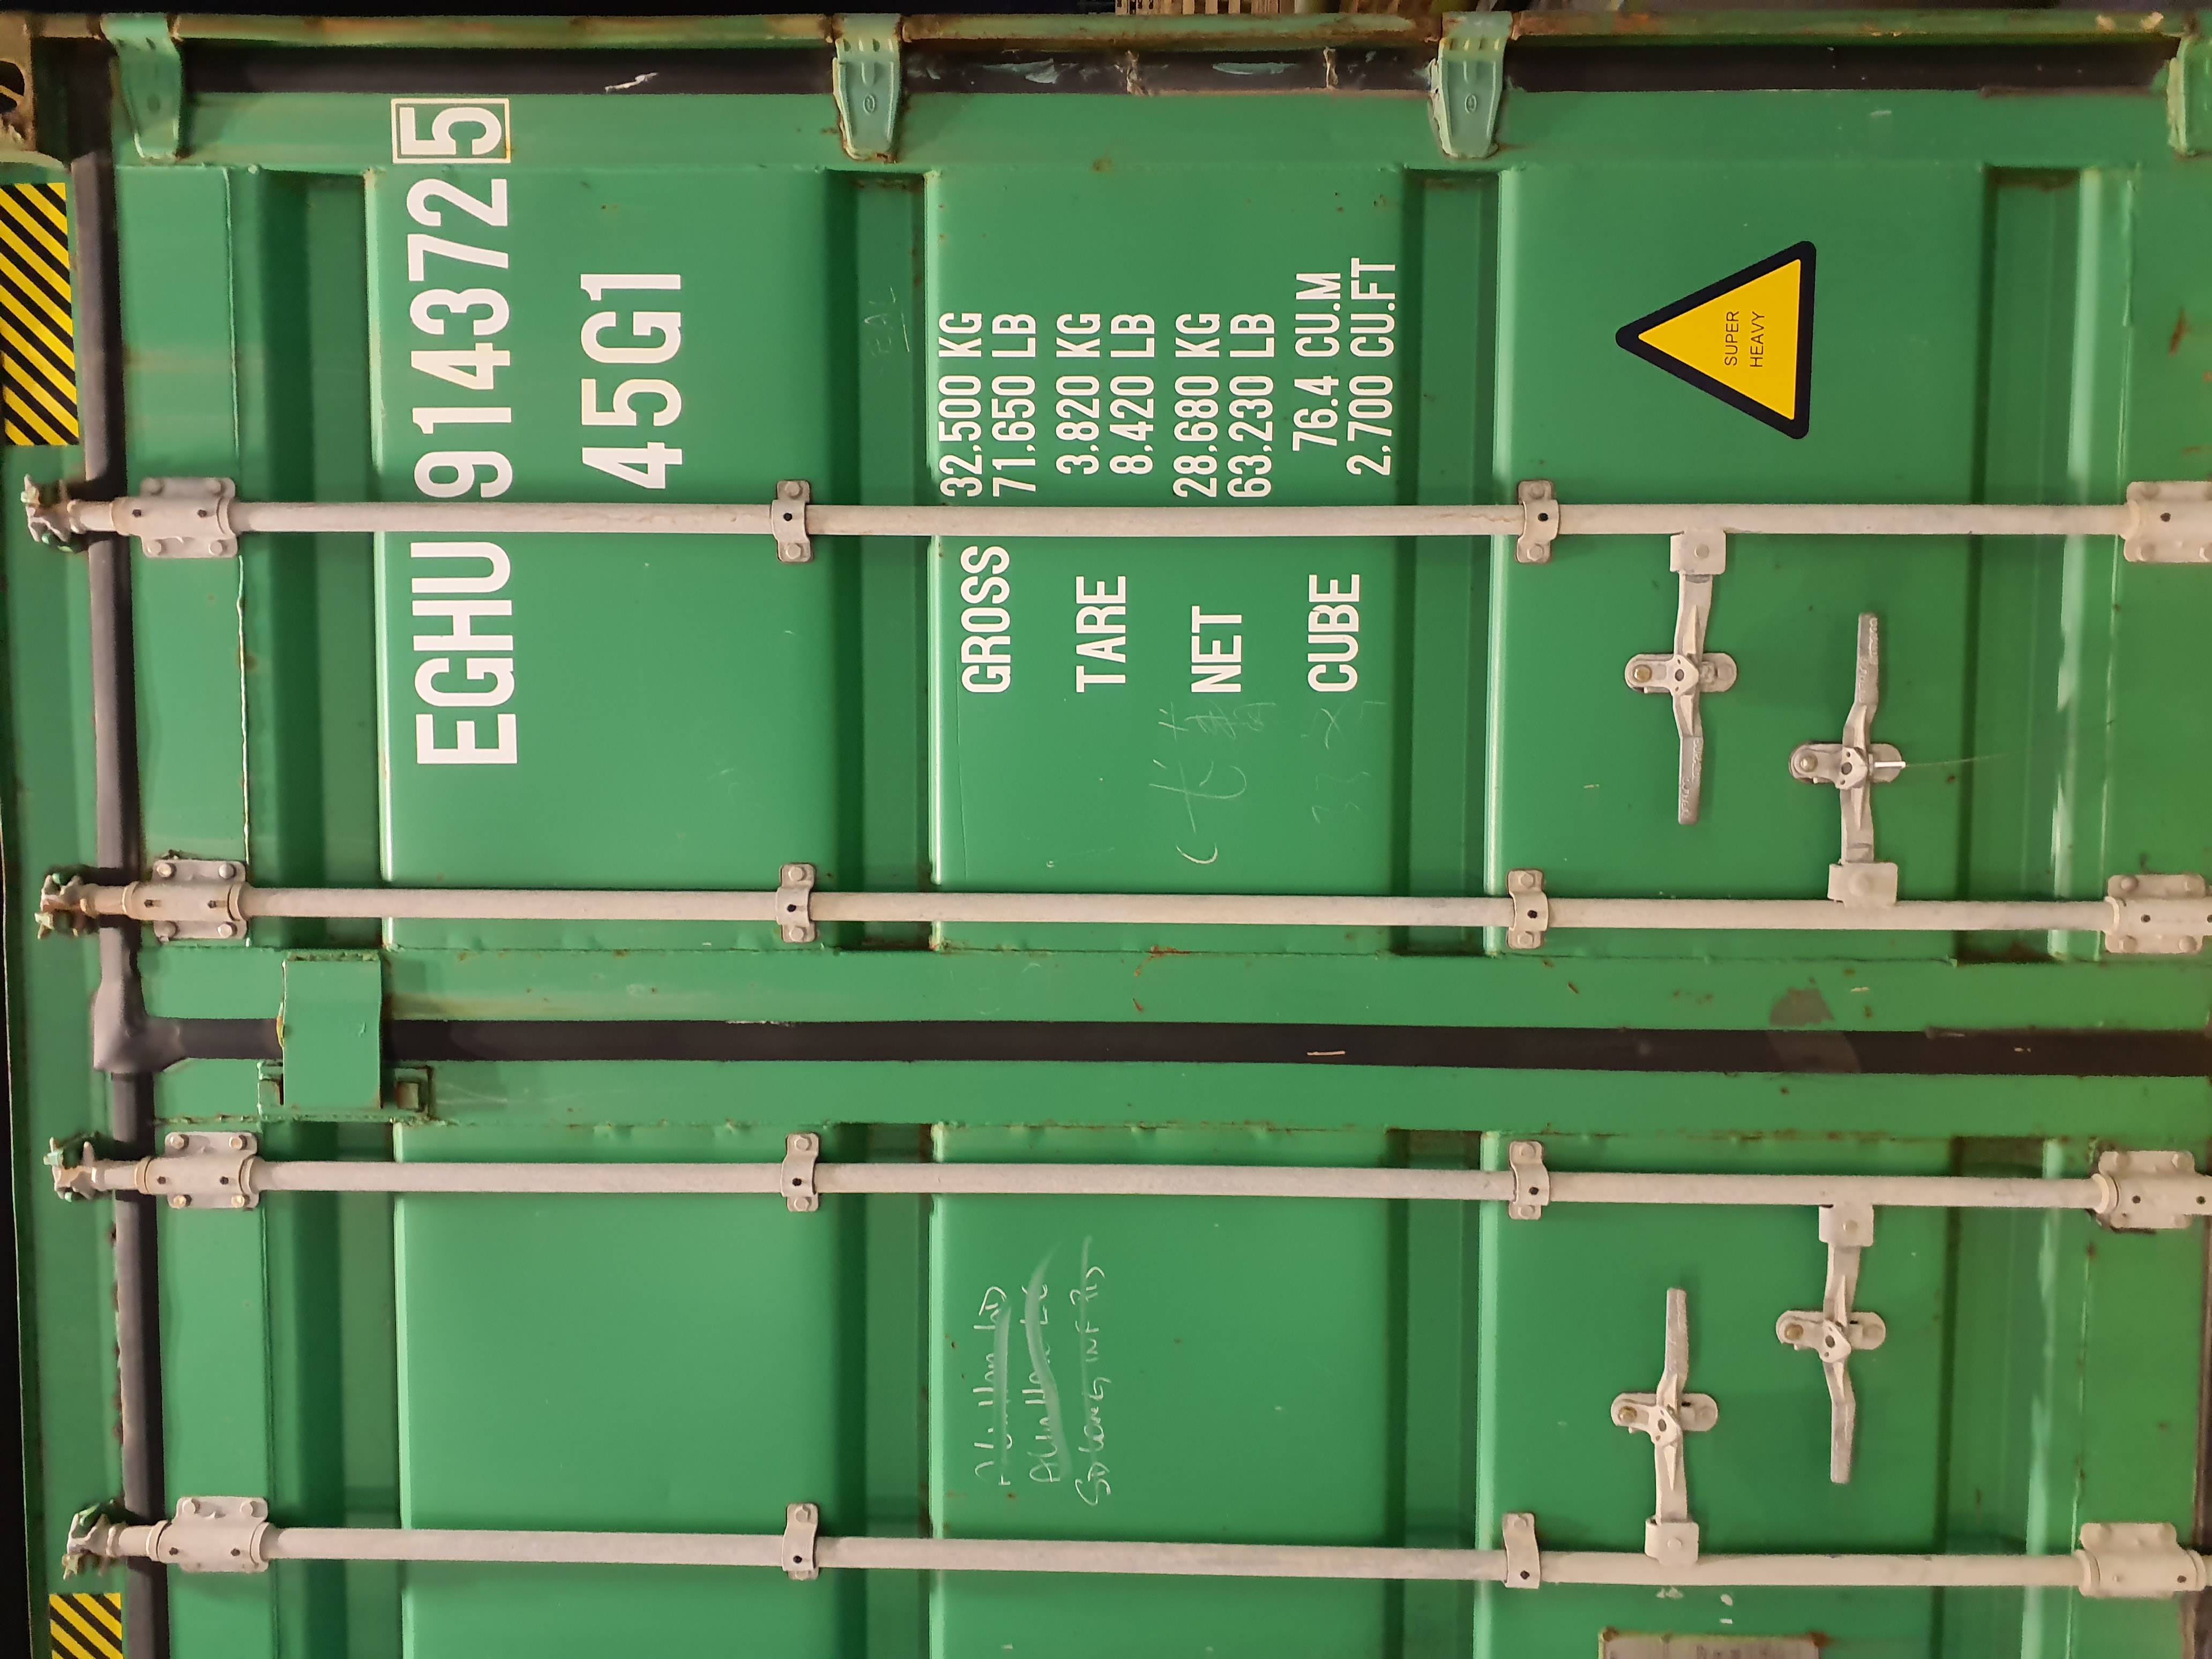 EGHU 914372 5
45G1
GROSS 32,500 KG
71,650 LB
TARE 3,820 KG
8,420 LB
NET 28,680 KG
63,230 LB
CUBE 76.4 CU.M
2,700 CU.FT
SUPER
HEAVY